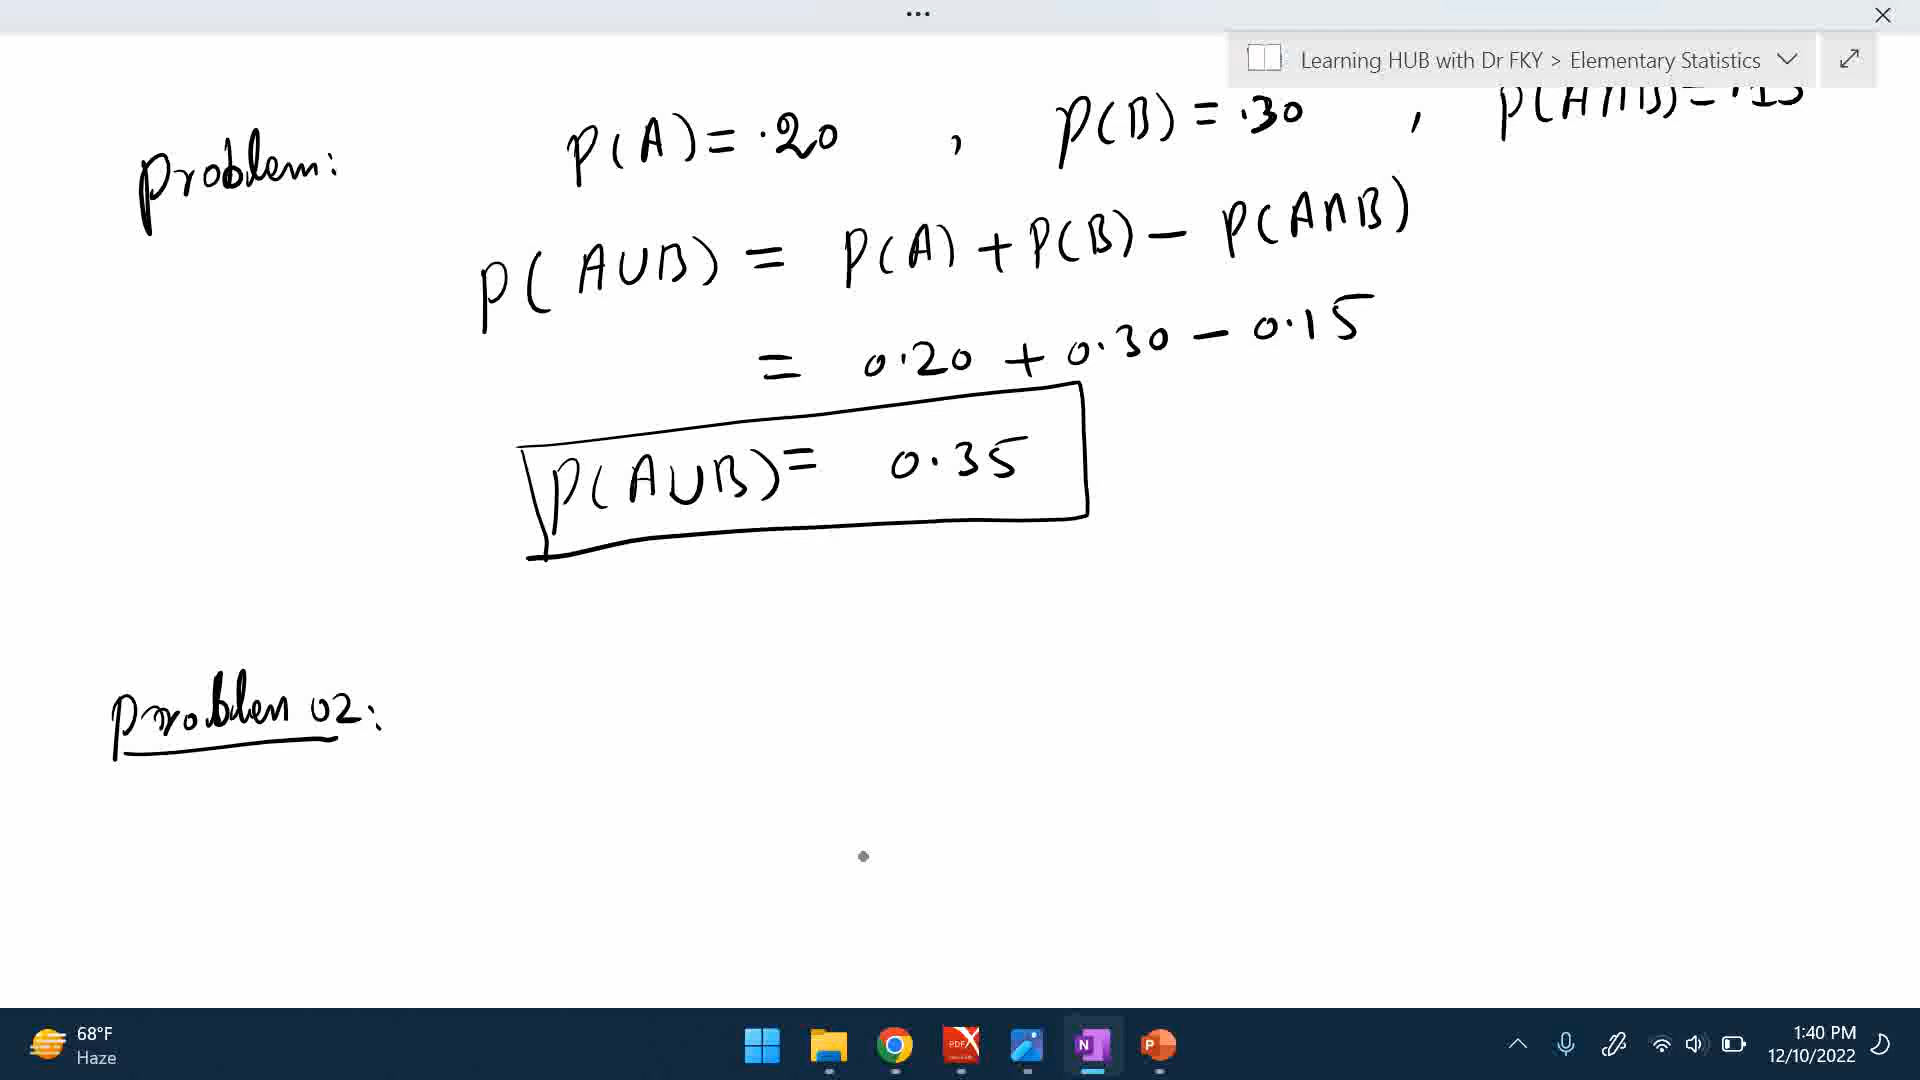 Learning HUB with Dr FKY > Elementary Statistics
Problem: P(A) = .20 , P(B) = .30 , P(A∩B) = .15
P(A∪B) = P(A) + P(B) − P(A∩B)
= 0.20 + 0.30 − 0.15
P(A∪B) = 0.35
Problem 02:
68°F
Haze
1:40 PM
12/10/2022